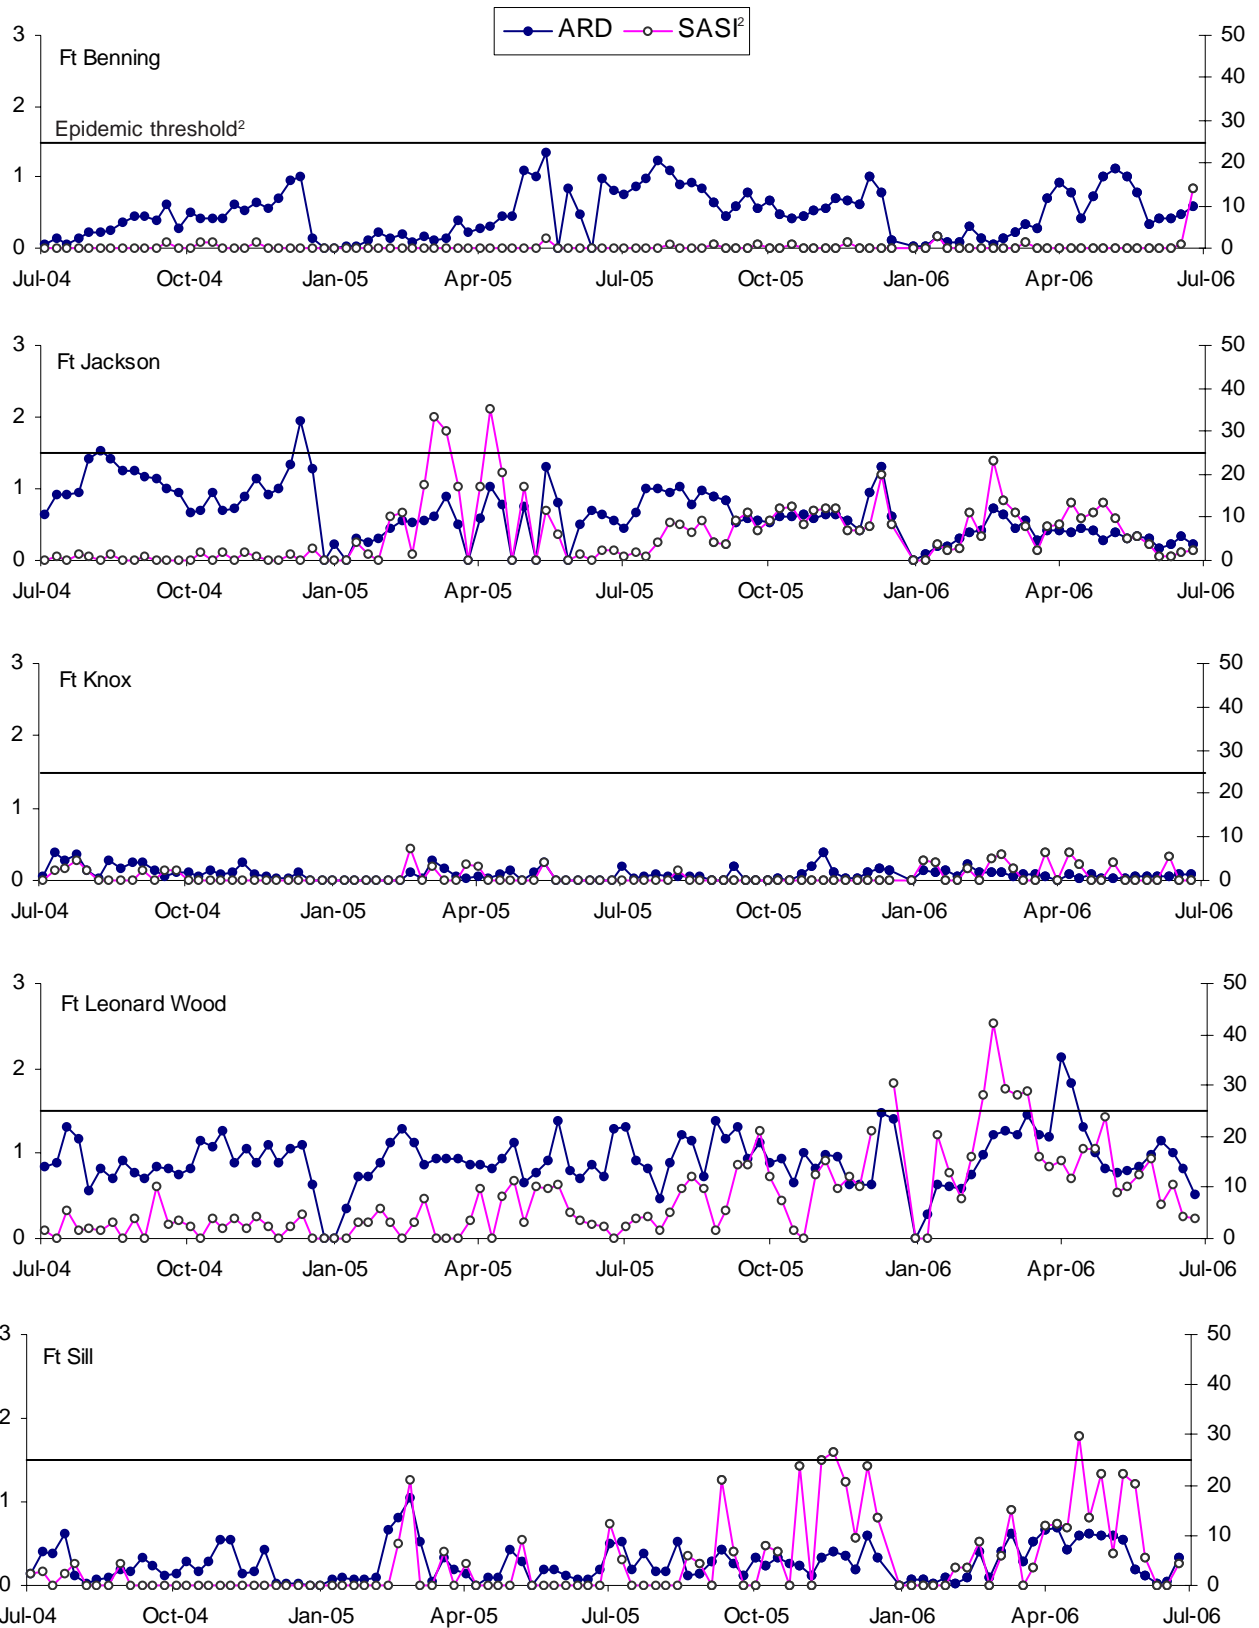 ARD SASI²
3 50
Ft Benning
40
2
30
Epidemic threshold²
1 20
10
0 0
Jul-04 Oct-04 Jan-05 Apr-05 Jul-05 Oct-05 Jan-06 Apr-06 Jul-06
3 50
Ft Jackson
40
2
30
1 20
10
0 0
Jul-04 Oct-04 Jan-05 Apr-05 Jul-05 Oct-05 Jan-06 Apr-06 Jul-06
3 50
Ft Knox
40
2
30
1 20
10
0 0
Jul-04 Oct-04 Jan-05 Apr-05 Jul-05 Oct-05 Jan-06 Apr-06 Jul-06
3 50
Ft Leonard Wood
40
2
30
1 20
10
0 0
Jul-04 Oct-04 Jan-05 Apr-05 Jul-05 Oct-05 Jan-06 Apr-06 Jul-06
3 50
Ft Sill
40
2
30
1 20
10
0 0
Jul-04 Oct-04 Jan-05 Apr-05 Jul-05 Oct-05 Jan-06 Apr-06 Jul-06